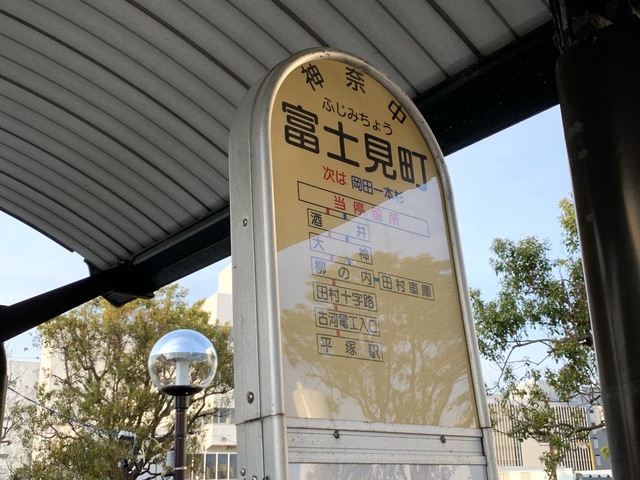 神奈中
ふじみちょう
富士見町
次は 岡田一本杉
当停留所
酒井
大神
柳の内 田村車庫
田村十字路
古河電工入口
平塚駅